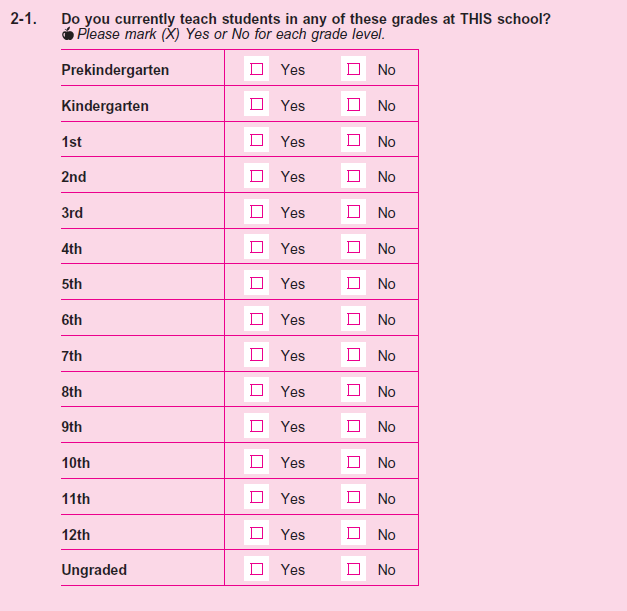 2-1. Do you currently teach students in any of these grades at THIS school?
Please mark (X) Yes or No for each grade level.
Prekindergarten Yes No
Kindergarten Yes No
1st Yes No
2nd Yes No
3rd Yes No
4th Yes No
5th Yes No
6th Yes No
7th Yes No
8th Yes No
9th Yes No
10th Yes No
11th Yes No
12th Yes No
Ungraded Yes No